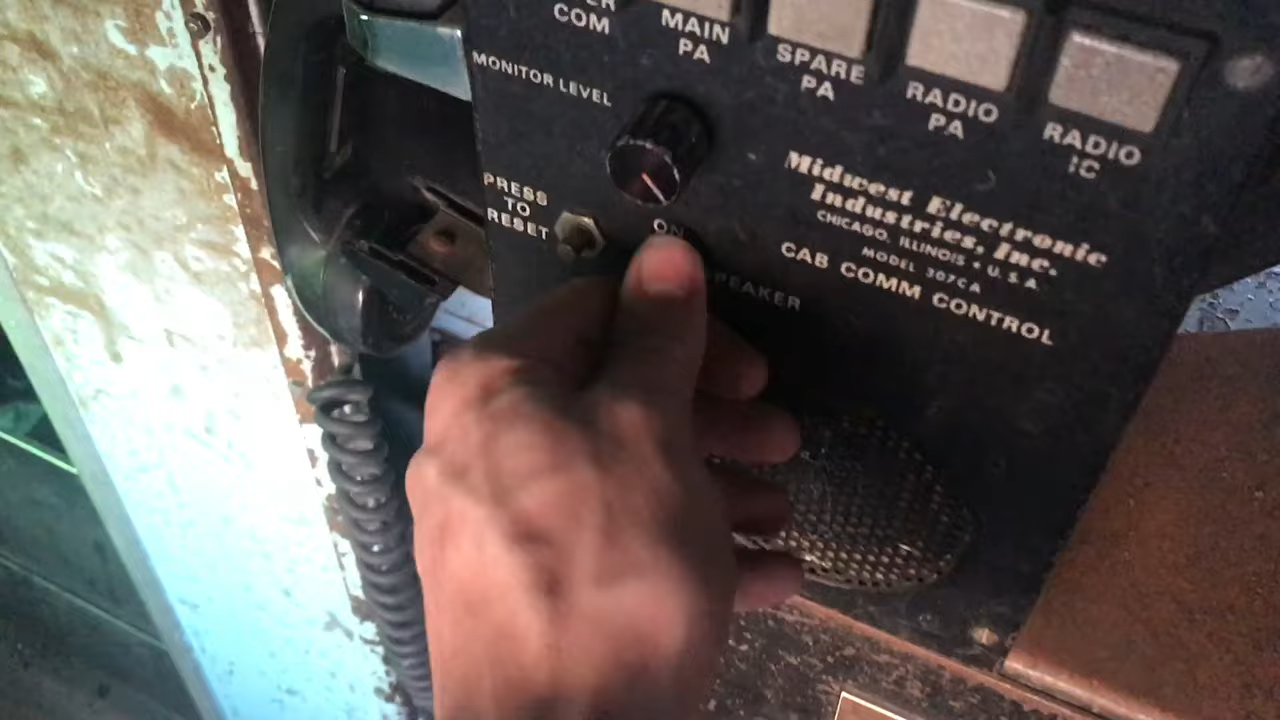 COM
MAIN
PA
SPARE
PA
RADIO
PA
RADIO
IC
MONITOR LEVEL
PRESS
TO
RESET
ON
Midwest Electronic
Industries, Inc.
CHICAGO, ILLINOIS • U. S. A.
MODEL 307CA
CAB COMM CONTROL